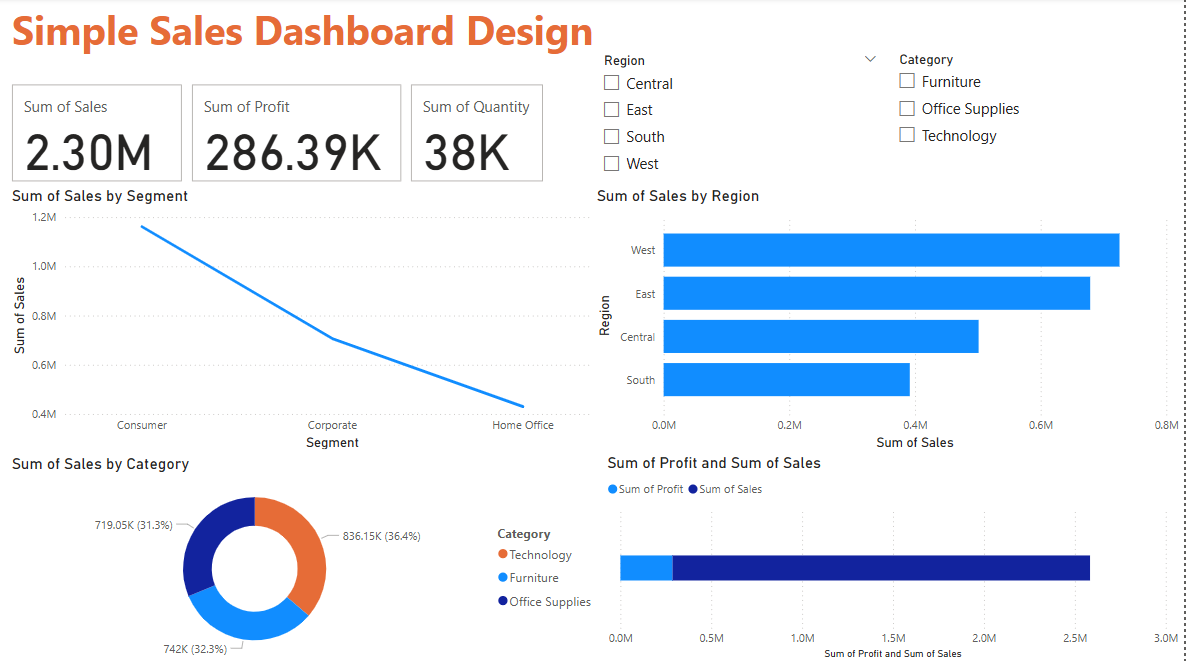 Simple Sales Dashboard Design
Region
Central
East
South
West
Category
Furniture
Office Supplies
Technology
Sum of Sales
2.30M
Sum of Profit
286.39K
Sum of Quantity
38K
Sum of Sales by Segment
Sum of Sales
1.2M
1.0M
0.8M
0.6M
0.4M
Consumer
Corporate
Home Office
Segment
Sum of Sales by Region
Region
West
East
Central
South
0.0M
0.2M
0.4M
0.6M
0.8M
Sum of Sales
Sum of Sales by Category
719.05K (31.3%)
836.15K (36.4%)
742K (32.3%)
Category
Technology
Furniture
Office Supplies
Sum of Profit and Sum of Sales
Sum of Profit
Sum of Sales
0.0M
0.5M
1.0M
1.5M
2.0M
2.5M
3.0M
Sum of Profit and Sum of Sales